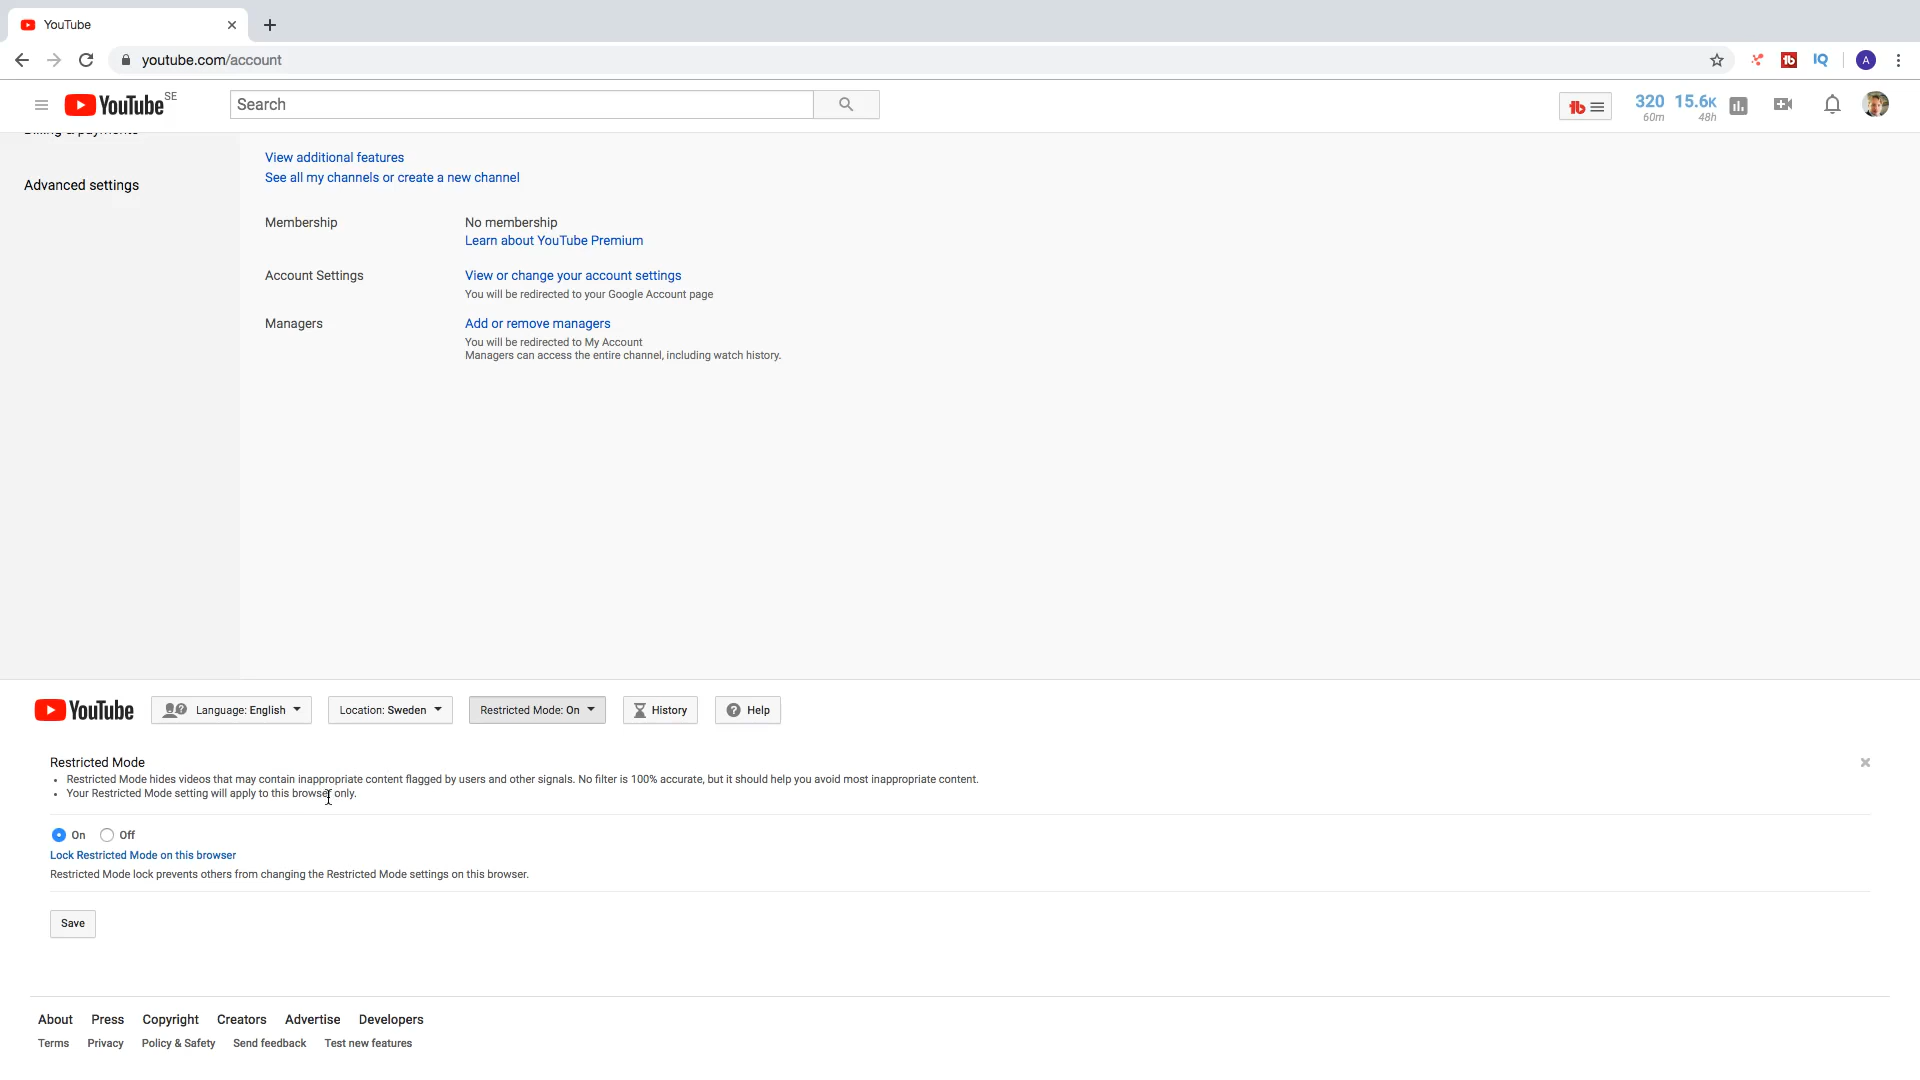 YouTube
youtube.com/account
A
YouTube SE
Search
320 15.6K
60m 48h
Billing & payments
Advanced settings
View additional features
See all my channels or create a new channel
Membership No membership
Learn about YouTube Premium
Account Settings View or change your account settings
You will be redirected to your Google Account page
Managers Add or remove managers
You will be redirected to My Account
Managers can access the entire channel, including watch history.
YouTube Language: English Location: Sweden Restricted Mode: On History Help
Restricted Mode
Restricted Mode hides videos that may contain inappropriate content flagged by users and other signals. No filter is 100% accurate, but it should help you avoid most inappropriate content.
Your Restricted Mode setting will apply to this browser only.
On Off
Lock Restricted Mode on this browser
Restricted Mode lock prevents others from changing the Restricted Mode settings on this browser.
Save
About Press Copyright Creators Advertise Developers
Terms Privacy Policy & Safety Send feedback Test new features